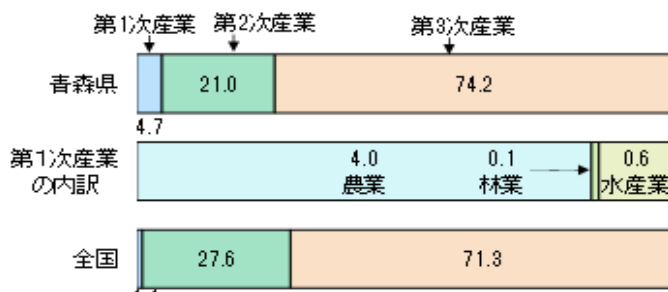 第1次産業 第2次産業 第3次産業
青森県 21.0 74.2
4.7
第1次産業 4.0 0.1 0.6
の内訳 農業 林業 水産業
全国 27.6 71.3